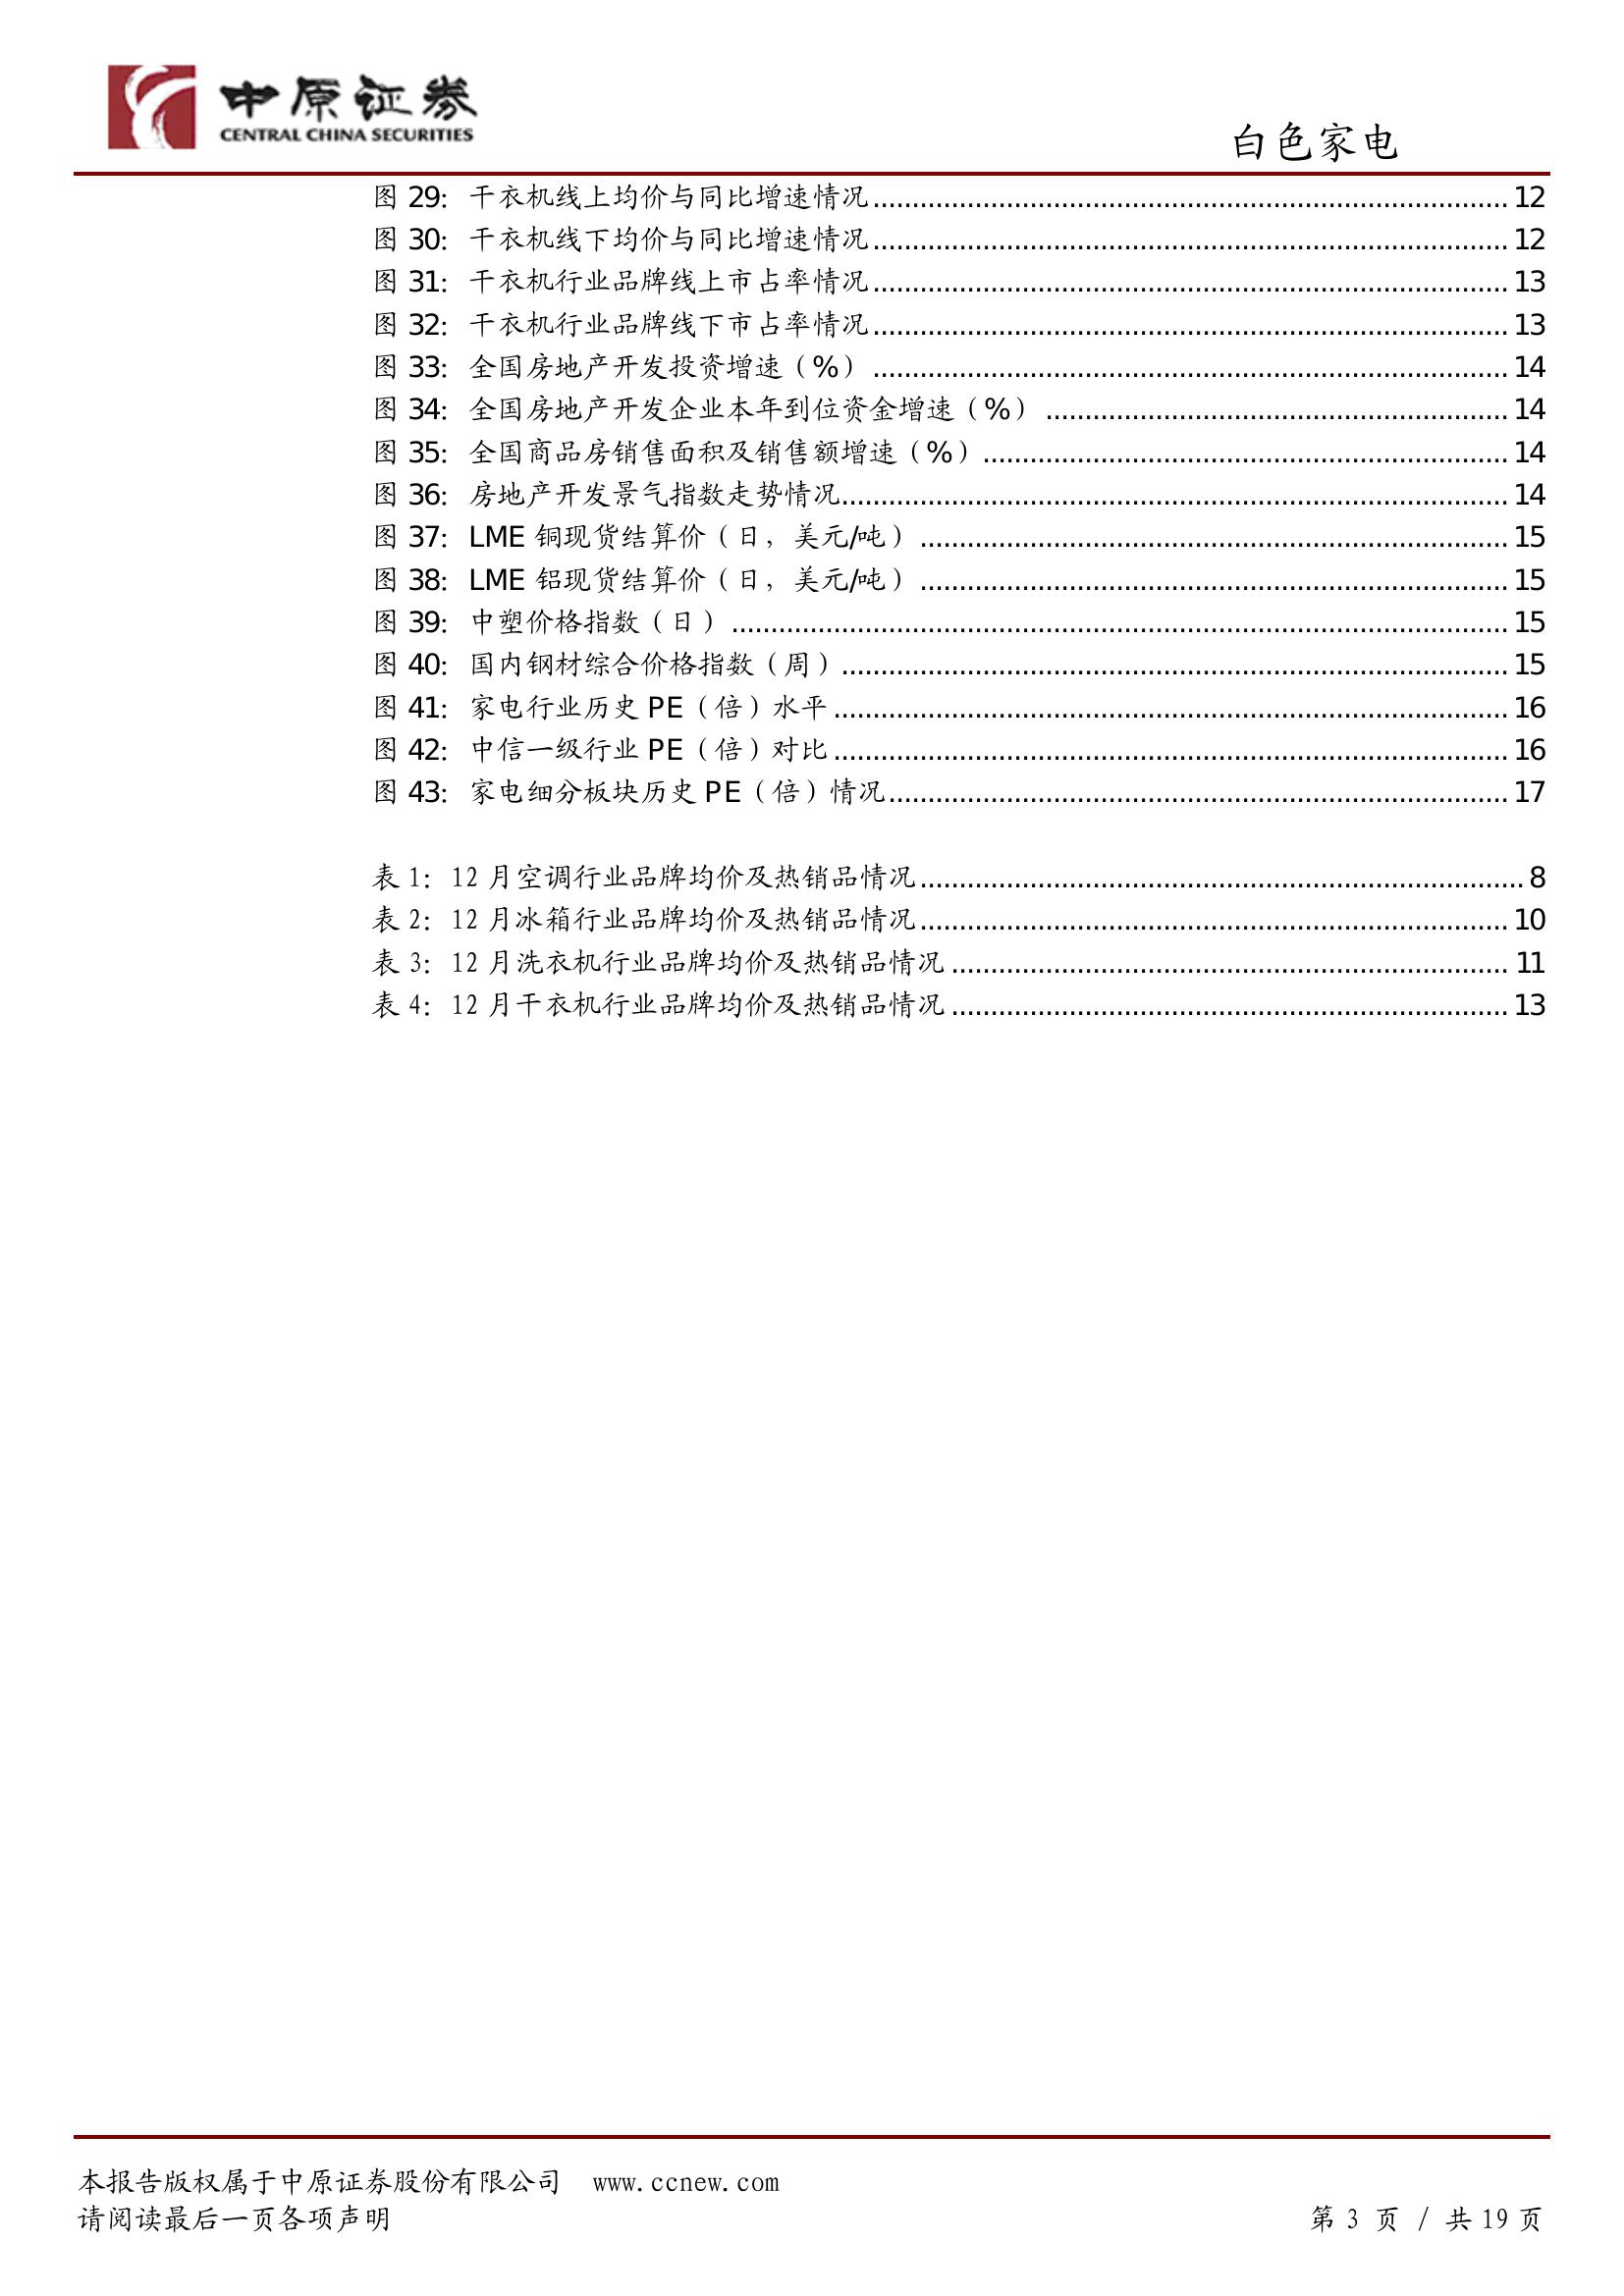 中原证券
CENTRAL CHINA SECURITIES
白色家电
图 29: 干衣机线上均价与同比增速情况................................................................................12
图 30: 干衣机线下均价与同比增速情况................................................................................12
图 31: 干衣机行业品牌线上市占率情况................................................................................13
图 32: 干衣机行业品牌线下市占率情况................................................................................13
图 33: 全国房地产开发投资增速（%）................................................................................14
图 34: 全国房地产开发企业本年到位资金增速（%）..........................................................14
图 35: 全国商品房销售面积及销售额增速（%）..................................................................14
图 36: 房地产开发景气指数走势情况....................................................................................14
图 37: LME 铜现货结算价（日，美元/吨）..........................................................................15
图 38: LME 铝现货结算价（日，美元/吨）..........................................................................15
图 39: 中塑价格指数（日）..................................................................................................15
图 40: 国内钢材综合价格指数（周）....................................................................................15
图 41: 家电行业历史 PE（倍）水平.....................................................................................16
图 42: 中信一级行业 PE（倍）对比.....................................................................................16
图 43: 家电细分板块历史 PE（倍）情况..............................................................................17
表 1: 12 月空调行业品牌均价及热销品情况............................................................................8
表 2: 12 月冰箱行业品牌均价及热销品情况..........................................................................10
表 3: 12 月洗衣机行业品牌均价及热销品情况......................................................................11
表 4: 12 月干衣机行业品牌均价及热销品情况......................................................................13
本报告版权属于中原证券股份有限公司 www.ccnew.com
请阅读最后一页各项声明
第 3 页 / 共 19 页